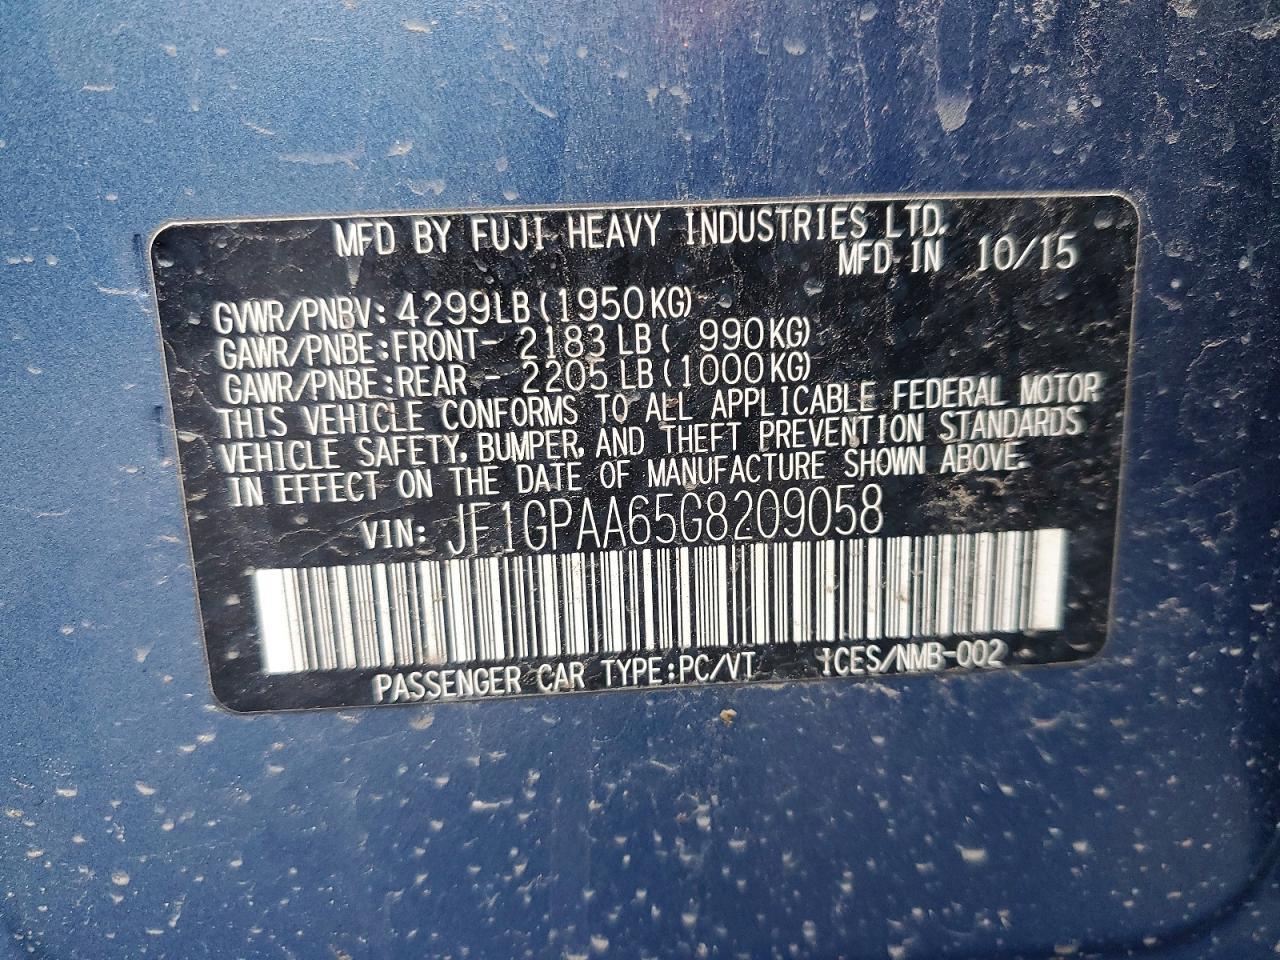 MFD BY FUJI HEAVY INDUSTRIES LTD.
MFD IN 10/15
GVWR/PNBV: 4299LB (1950KG)
GAWR/PNBE:FRONT- 2183 LB ( 990KG)
GAWR/PNBE:REAR - 2205 LB (1000KG)
THIS VEHICLE CONFORMS TO ALL APPLICABLE FEDERAL MOTOR
VEHICLE SAFETY, BUMPER, AND THEFT PREVENTION STANDARDS
IN EFFECT ON THE DATE OF MANUFACTURE SHOWN ABOVE.
VIN: JF1GPAA65G8209058
PASSENGER CAR TYPE:PC/VT ICES/NMB-002